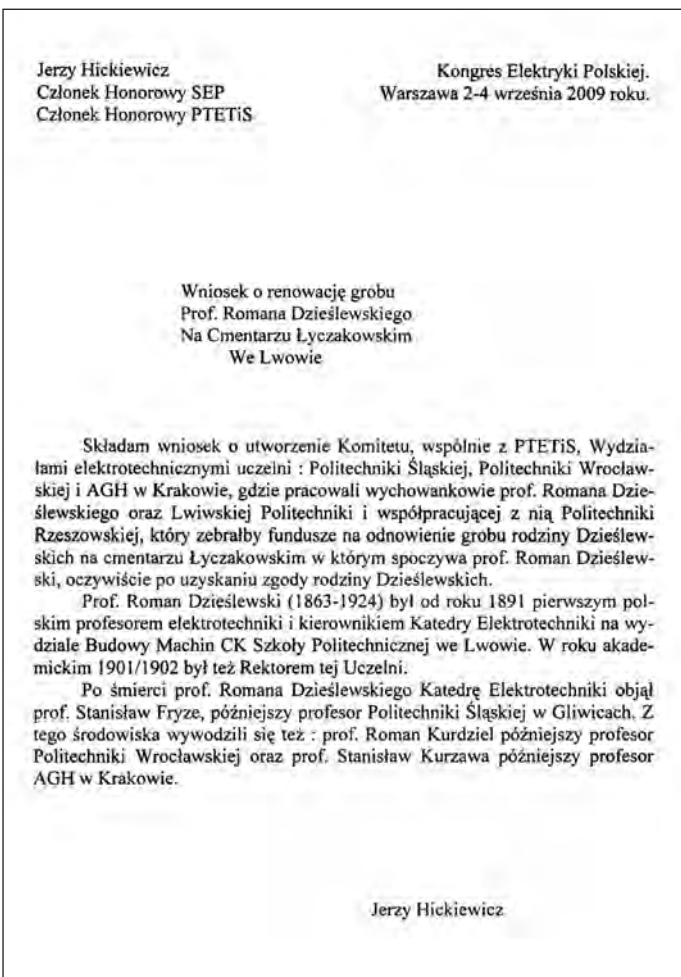 Jerzy Hickiewicz
Członek Honorowy SEP
Członek Honorowy PTETiS
Kongres Elektryki Polskiej.
Warszawa 2-4 września 2009 roku.
Wniosek o renowację grobu
Prof. Romana Dzieślewskiego
Na Cmentarzu Łyczakowskim
We Lwowie
Składam wniosek o utworzenie Komitetu, wspólnie z PTETiS, Wydzia-
łami elektrotechnicznymi uczelni : Politechniki Śląskiej, Politechniki Wrocław-
skiej i AGH w Krakowie, gdzie pracowali wychowankowie prof. Romana Dzie-
ślewskiego oraz Lwiwskiej Politechniki i współpracującej z nią Politechniki
Rzeszowskiej, który zebrałby fundusze na odnowienie grobu rodziny Dzieślew-
skich na cmentarzu Łyczakowskim w którym spoczywa prof. Roman Dzieślew-
ski, oczywiście po uzyskaniu zgody rodziny Dzieślewskich.
Prof. Roman Dzieślewski (1863-1924) był od roku 1891 pierwszym pol-
skim profesorem elektrotechniki i kierownikiem Katedry Elektrotechniki na wy-
dziale Budowy Machin CK Szkoły Politechnicznej we Lwowie. W roku akade-
mickim 1901/1902 był też Rektorem tej Uczelni.
Po śmierci prof. Romana Dzieślewskiego Katedrę Elektrotechniki objął
prof. Stanisław Fryze, późniejszy profesor Politechniki Śląskiej w Gliwicach. Z
tego środowiska wywodzili się też : prof. Roman Kurdziel późniejszy profesor
Politechniki Wrocławskiej oraz prof. Stanisław Kurzawa późniejszy profesor
AGH w Krakowie.
Jerzy Hickiewicz